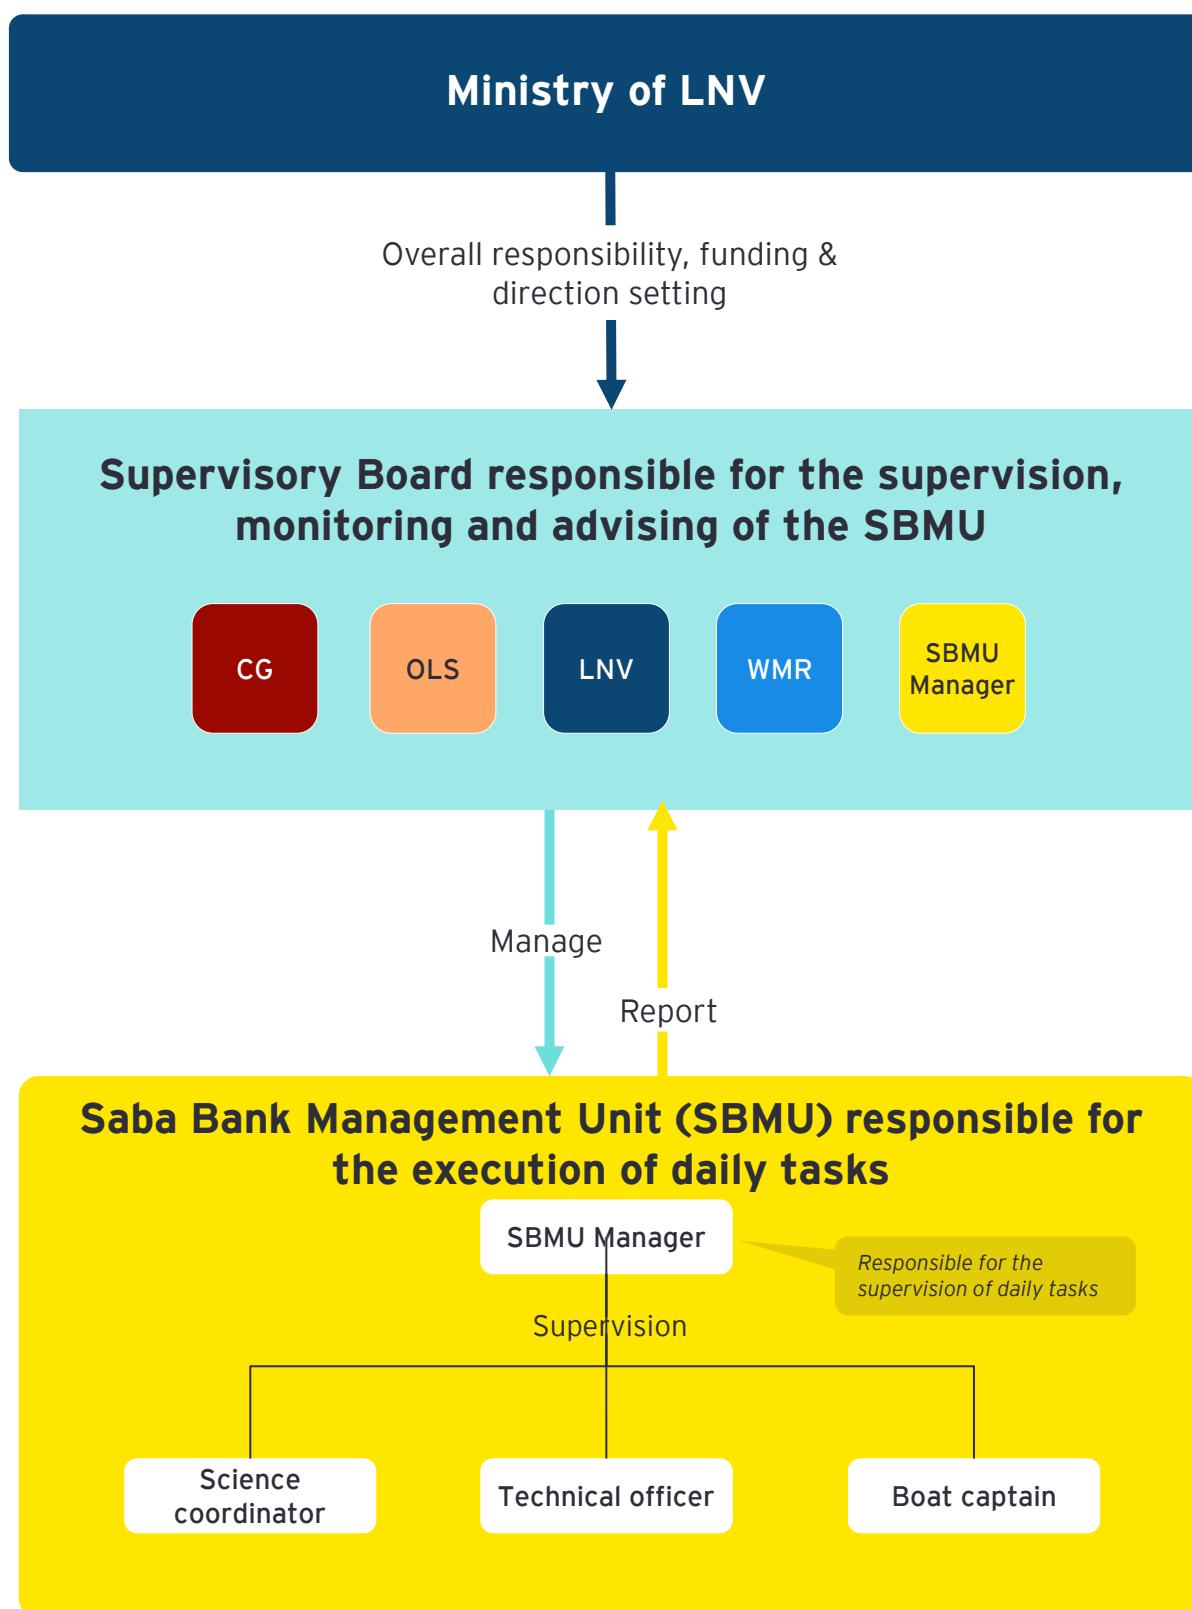 Ministry of LNV
Overall responsibility, funding &
direction setting
Supervisory Board responsible for the supervision,
monitoring and advising of the SBMU
CG
OLS
LNV
WMR
SBMU
Manager
Manage
Report
Saba Bank Management Unit (SBMU) responsible for
the execution of daily tasks
SBMU Manager
Responsible for the
supervision of daily tasks
Supervision
Science
coordinator
Technical officer
Boat captain